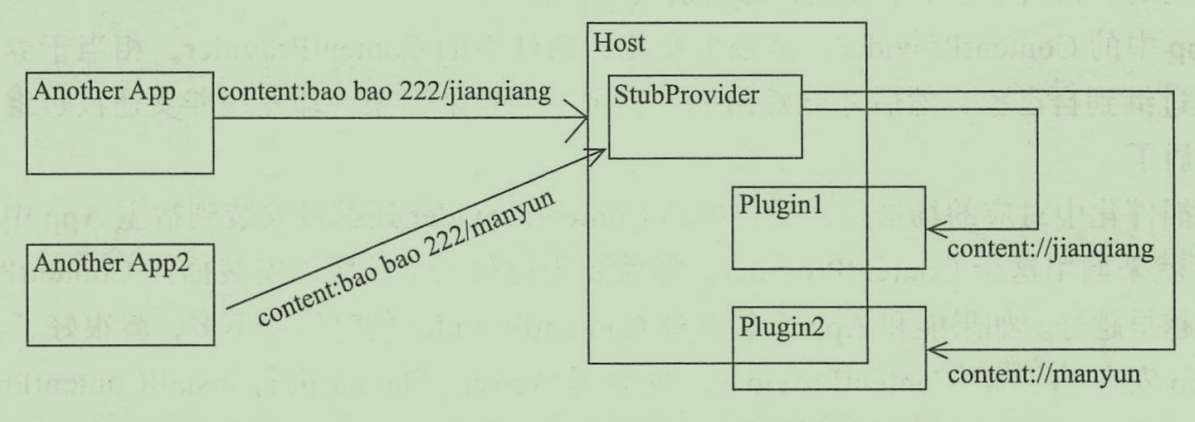 Another App
content:bao bao 222/jianqiang
Another App2
content:bao bao 222/manyun
Host
StubProvider
Plugin1
content://jianqiang
Plugin2
content://manyun